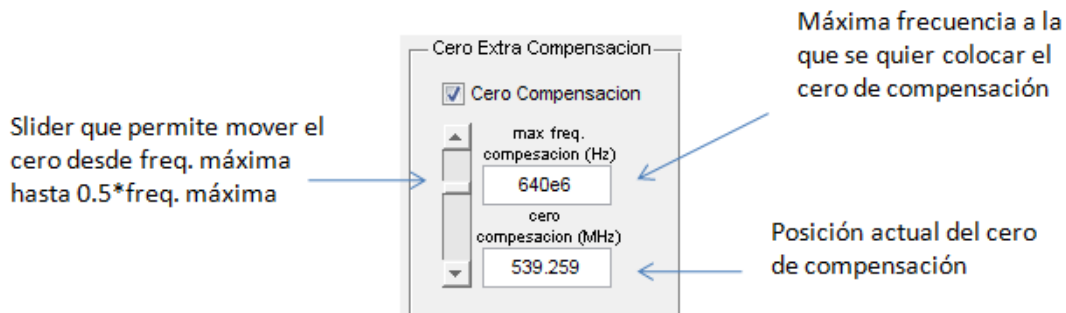 Máxima frecuencia a la
que se quier colocar el
cero de compensación
Cero Extra Compensacion
Cero Compensacion
Slider que permite mover el
cero desde freq. máxima
hasta 0.5*freq. máxima
max freq.
compesacion (Hz)
640e6
cero
compesacion (MHz)
539.259
Posición actual del cero
de compensación